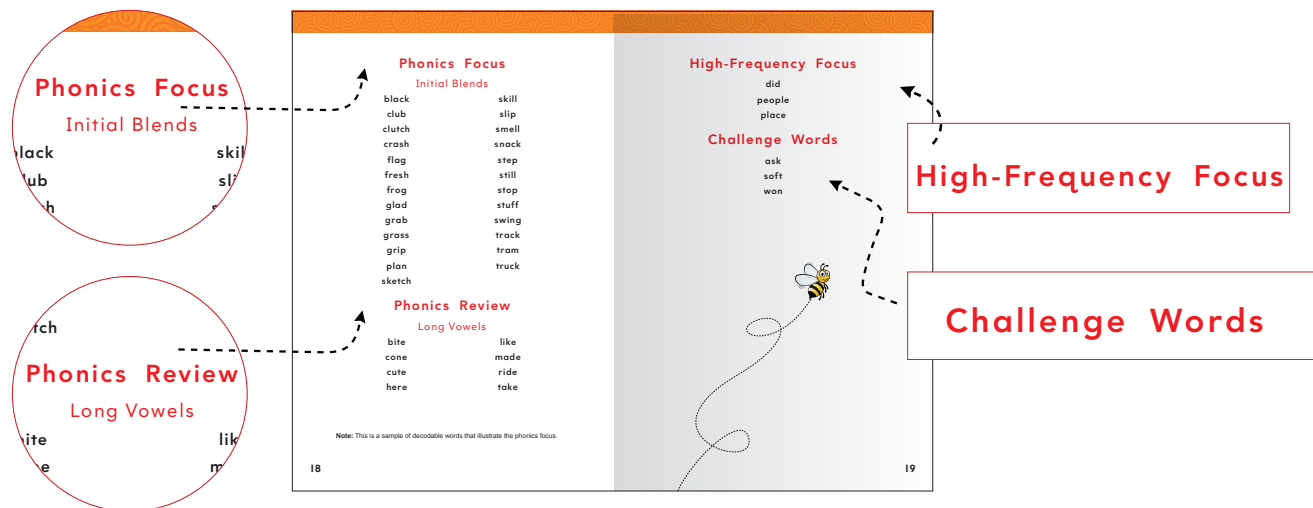 Phonics Focus
Initial Blends
black skil
lub sli
Phonics Review
Long Vowels
Phonics Focus
Initial Blends
black skill
club slip
clutch smell
crash snack
flag step
fresh still
frog stop
glad stuff
grab swing
grass track
grip tram
plan truck
sketch
Phonics Review
Long Vowels
bite like
cone made
cute ride
here take
Note: This is a sample of decodable words that illustrate the phonics focus.
18
High-Frequency Focus
did
people
place
Challenge Words
ask
soft
won
19
High-Frequency Focus
Challenge Words